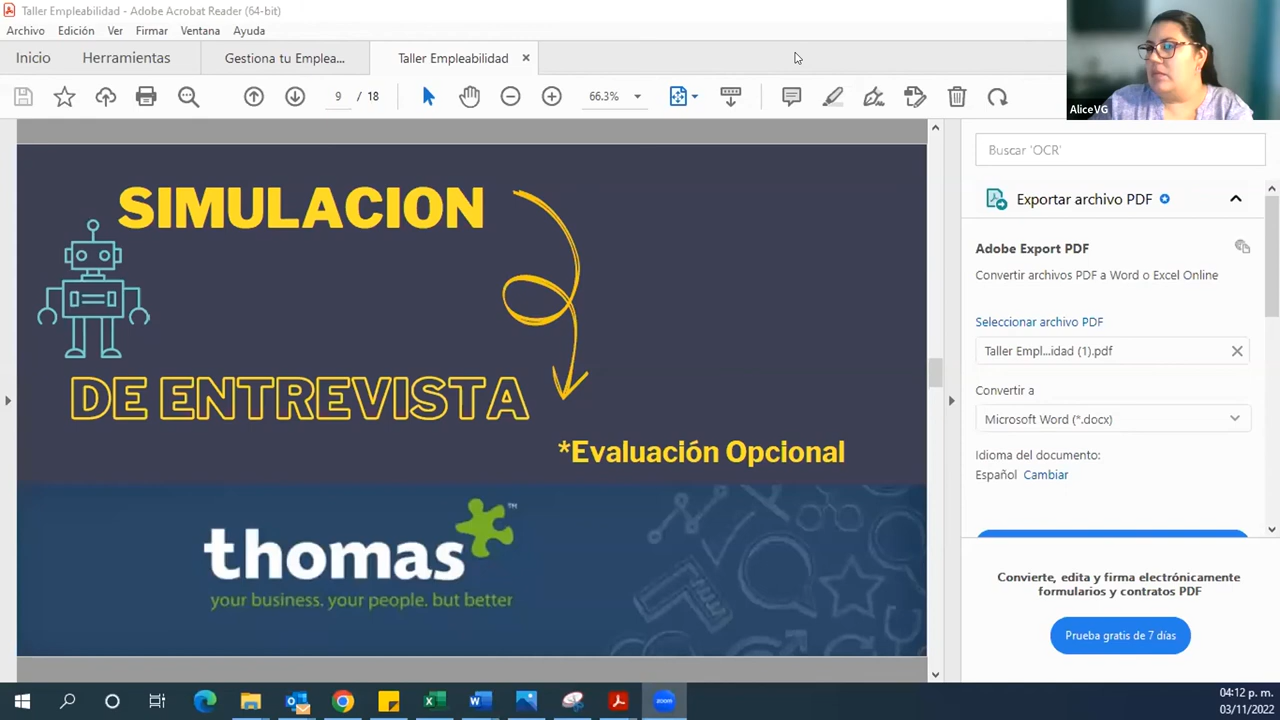 Taller Empleabilidad - Adobe Acrobat Reader (64-bit)
Archivo Edición Ver Firmar Ventana Ayuda
Inicio Herramientas Gestiona tu Emplea... Taller Empleabilidad ×
9 / 18 66.3%
AliceVG
Buscar 'OCR'
Exportar archivo PDF
Adobe Export PDF
Convertir archivos PDF a Word o Excel Online
Seleccionar archivo PDF
Taller Empl...idad (1).pdf
Convertir a
Microsoft Word (*.docx)
Idioma del documento:
Español Cambiar
Convierte, edita y firma electrónicamente
formularios y contratos PDF
Prueba gratis de 7 días
SIMULACION
DE ENTREVISTA
*Evaluación Opcional
thomas™
your business. your people. but better
zoom
04:12 p. m.
03/11/2022